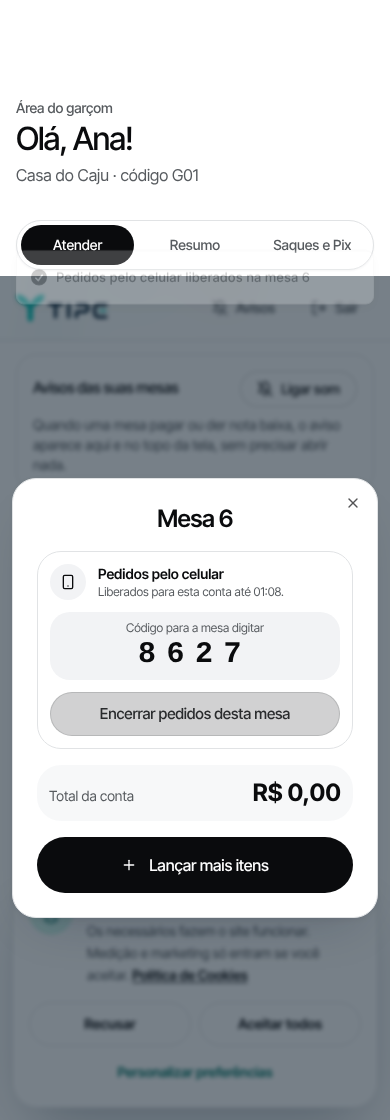 Área do garçom
Olá, Ana!
Casa do Caju · código G01
Atender
Resumo
Saques e Pix
Pedidos pelo celular liberados na mesa 6
TIPC
Avisos
Sair
Avisos das suas mesas
Ligar som
Quando uma mesa pagar ou der nota baixa, o aviso
aparece aqui e no topo da tela, sem precisar abrir
nada.
Mesa 6
Pedidos pelo celular
Liberados para esta conta até 01:08.
Código para a mesa digitar
8 6 2 7
Encerrar pedidos desta mesa
Total da conta
R$ 0,00
Lançar mais itens
Os necessários fazem o site funcionar.
Medição e marketing só entram se você
aceitar. Política de Cookies
Recusar
Aceitar todos
Personalizar preferências